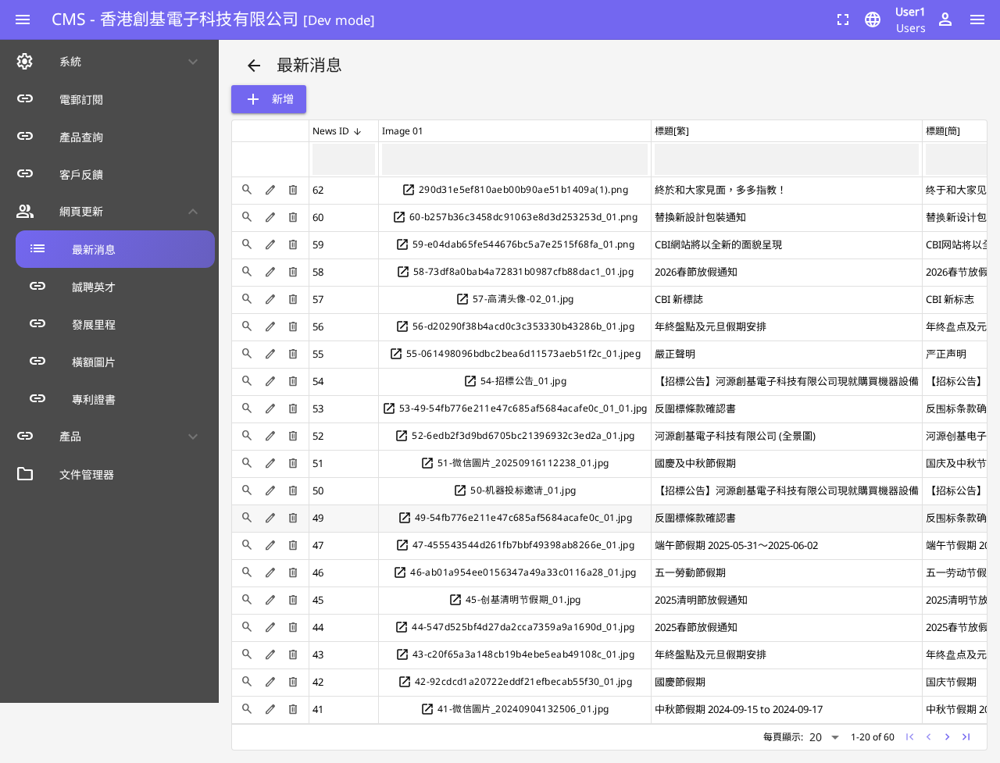 CMS - 香港創基電子科技有限公司 [Dev mode]
User1
Users
系統
電郵訂閱
產品查詢
客戶反饋
網頁更新
最新消息
誠聘英才
發展里程
橫額圖片
專利證書
產品
文件管理器
最新消息
新增
News ID Image 01 標題[繁] 標題[簡]
62 290d31e5ef810aeb00b90ae51b1409a(1).png 終於和大家見面，多多指教！ 终于和大家见
60 60-b257b36c3458dc91063e8d3d253253d_01.png 替換新設計包裝通知 替换新设计包
59 59-e04dab65fe544676bc5a7e2515f68fa_01.png CBI網站將以全新的面貌呈現 CBI网站将以全
58 58-73df8a0bab4a72831b0987cfb88dac1_01.jpg 2026春節放假通知 2026春节放假
57 57-高清头像-02_01.jpg CBI 新標誌 CBI 新标志
56 56-d20290f38b4acd0c3c353330b43286b_01.jpg 年終盤點及元旦假期安排 年终盘点及元
55 55-061498096bdbc2bea6d11573aeb51f2c_01.jpeg 嚴正聲明 严正声明
54 54-招標公告_01.jpg 【招標公告】河源創基電子科技有限公司現就購買機器設備 【招标公告】
53 53-49-54fb776e211e47c685af5684acafe0c_01_01.jpg 反圍標條款確認書 反围标条款确
52 52-6edb2f3d9bd6705bc21396932c3ed2a_01.jpg 河源創基電子科技有限公司 (全景圖) 河源创基电子
51 51-微信圖片_20250916112238_01.jpg 國慶及中秋節假期 国庆及中秋节
50 50-机器投标邀请_01.jpg 【招標公告】河源創基電子科技有限公司現就購買機器設備 【招标公告】
49 49-54fb776e211e47c685af5684acafe0c_01.jpg 反圍標條款確認書 反围标条款确
47 47-455543544d261fb7bbf49398ab8266e_01.jpg 端午節假期 2025-05-31～2025-06-02 端午节假期 20
46 46-ab01a954ee0156347a49a33c0116a28_01.jpg 五一勞動節假期 五一劳动节假
45 45-创基清明节假期_01.jpg 2025清明節放假通知 2025清明节放
44 44-547d525bf4d27da2cca7359a9a1690d_01.jpg 2025春節放假通知 2025春节放假
43 43-c20f65a3a148cb19b4ebe5eab49108c_01.jpg 年終盤點及元旦假期安排 年终盘点及元
42 42-92cdcd1a20722eddf21efbecab55f30_01.jpg 國慶節假期 国庆节假期
41 41-微信圖片_20240904132506_01.jpg 中秋節假期 2024-09-15 to 2024-09-17 中秋节假期 20
每頁顯示: 20 1-20 of 60